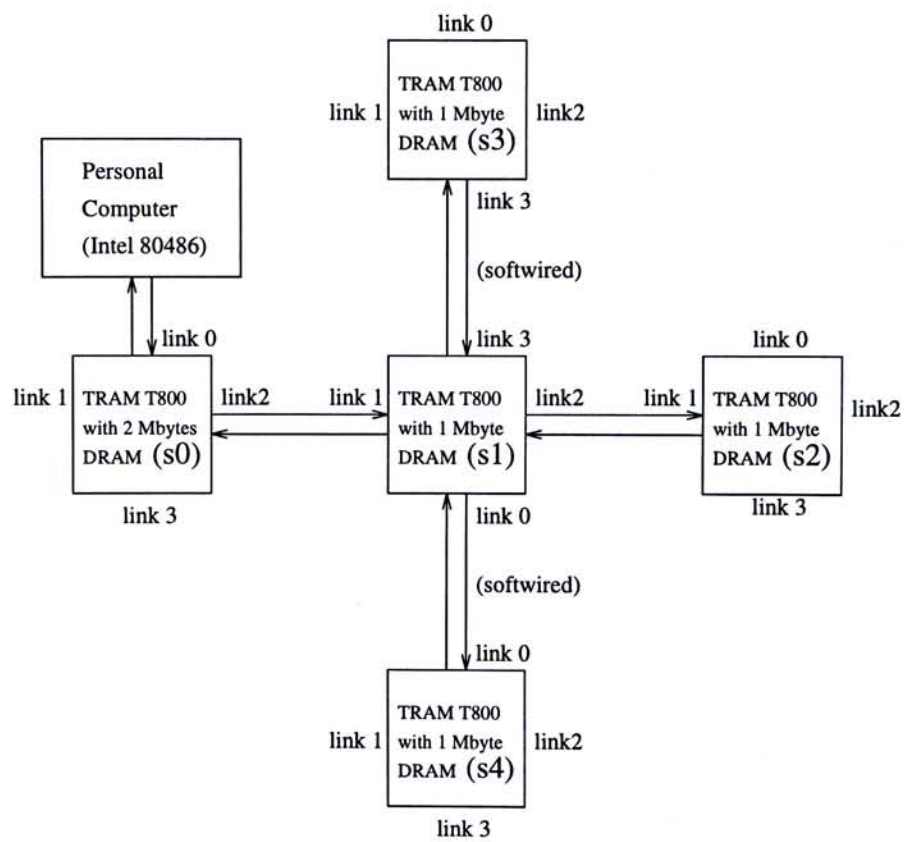 link 0
TRAM T800
link 1
with 1 Mbyte
link2
DRAM (s3)
link 3
Personal
Computer
(Intel 80486)
(softwired)
link 0
link 3
link 0
link 1
TRAM T800
with 2 Mbytes
DRAM (s0)
link2
link 3
link 1
TRAM T800
with 1 Mbyte
DRAM (s1)
link2
link 0
link 1
TRAM T800
with 1 Mbyte
DRAM (s2)
link2
link 3
(softwired)
link 0
TRAM T800
link 1
with 1 Mbyte
link2
DRAM (s4)
link 3